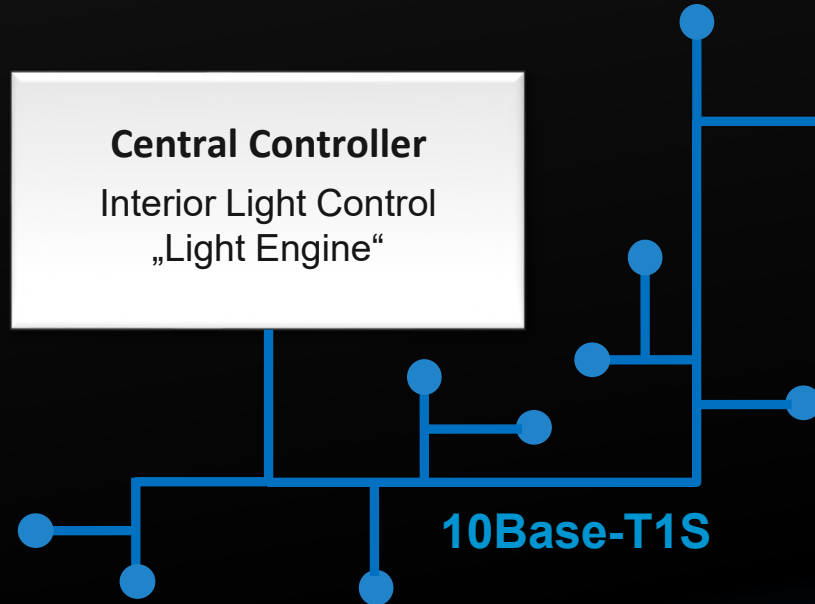 Central Controller
Interior Light Control
„Light Engine“
10Base-T1S